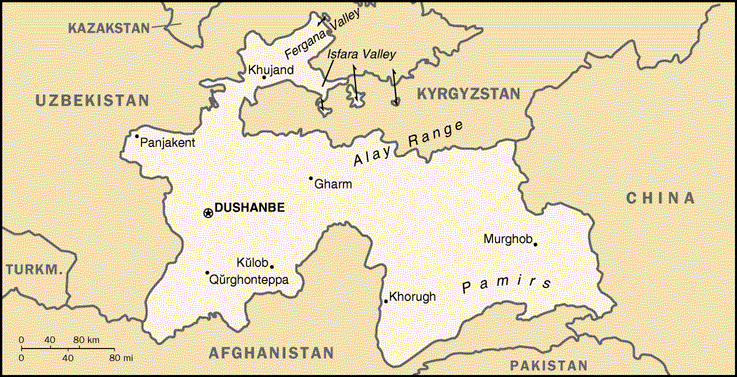 KAZAKSTAN
Fergana Valley
Isfara Valley
Khujand
UZBEKISTAN
KYRGYZSTAN
Panjakent
Alay Range
Gharm
CHINA
DUSHANBE
Murghob
Kŭlob
TURKM.
Qŭrghonteppa
Pamirs
Khorugh
0 40 80 km
0 40 80 mi
AFGHANISTAN
PAKISTAN